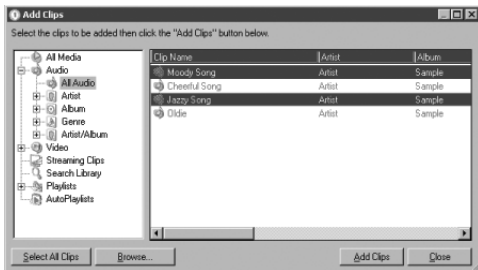 Add Clips
Select the clips to be added then click the "Add Clips" button below.
All Media
Audio
All Audio
Artist
Album
Genre
Artist/Album
Video
Streaming Clips
Search Library
Playlists
AutoPlaylists
Clip Name Artist Album
Moody Song Artist Sample
Cheerful Song Artist Sample
Jazzy Song Artist Sample
Oldie Artist Sample
Select All Clips Browse... Add Clips Close